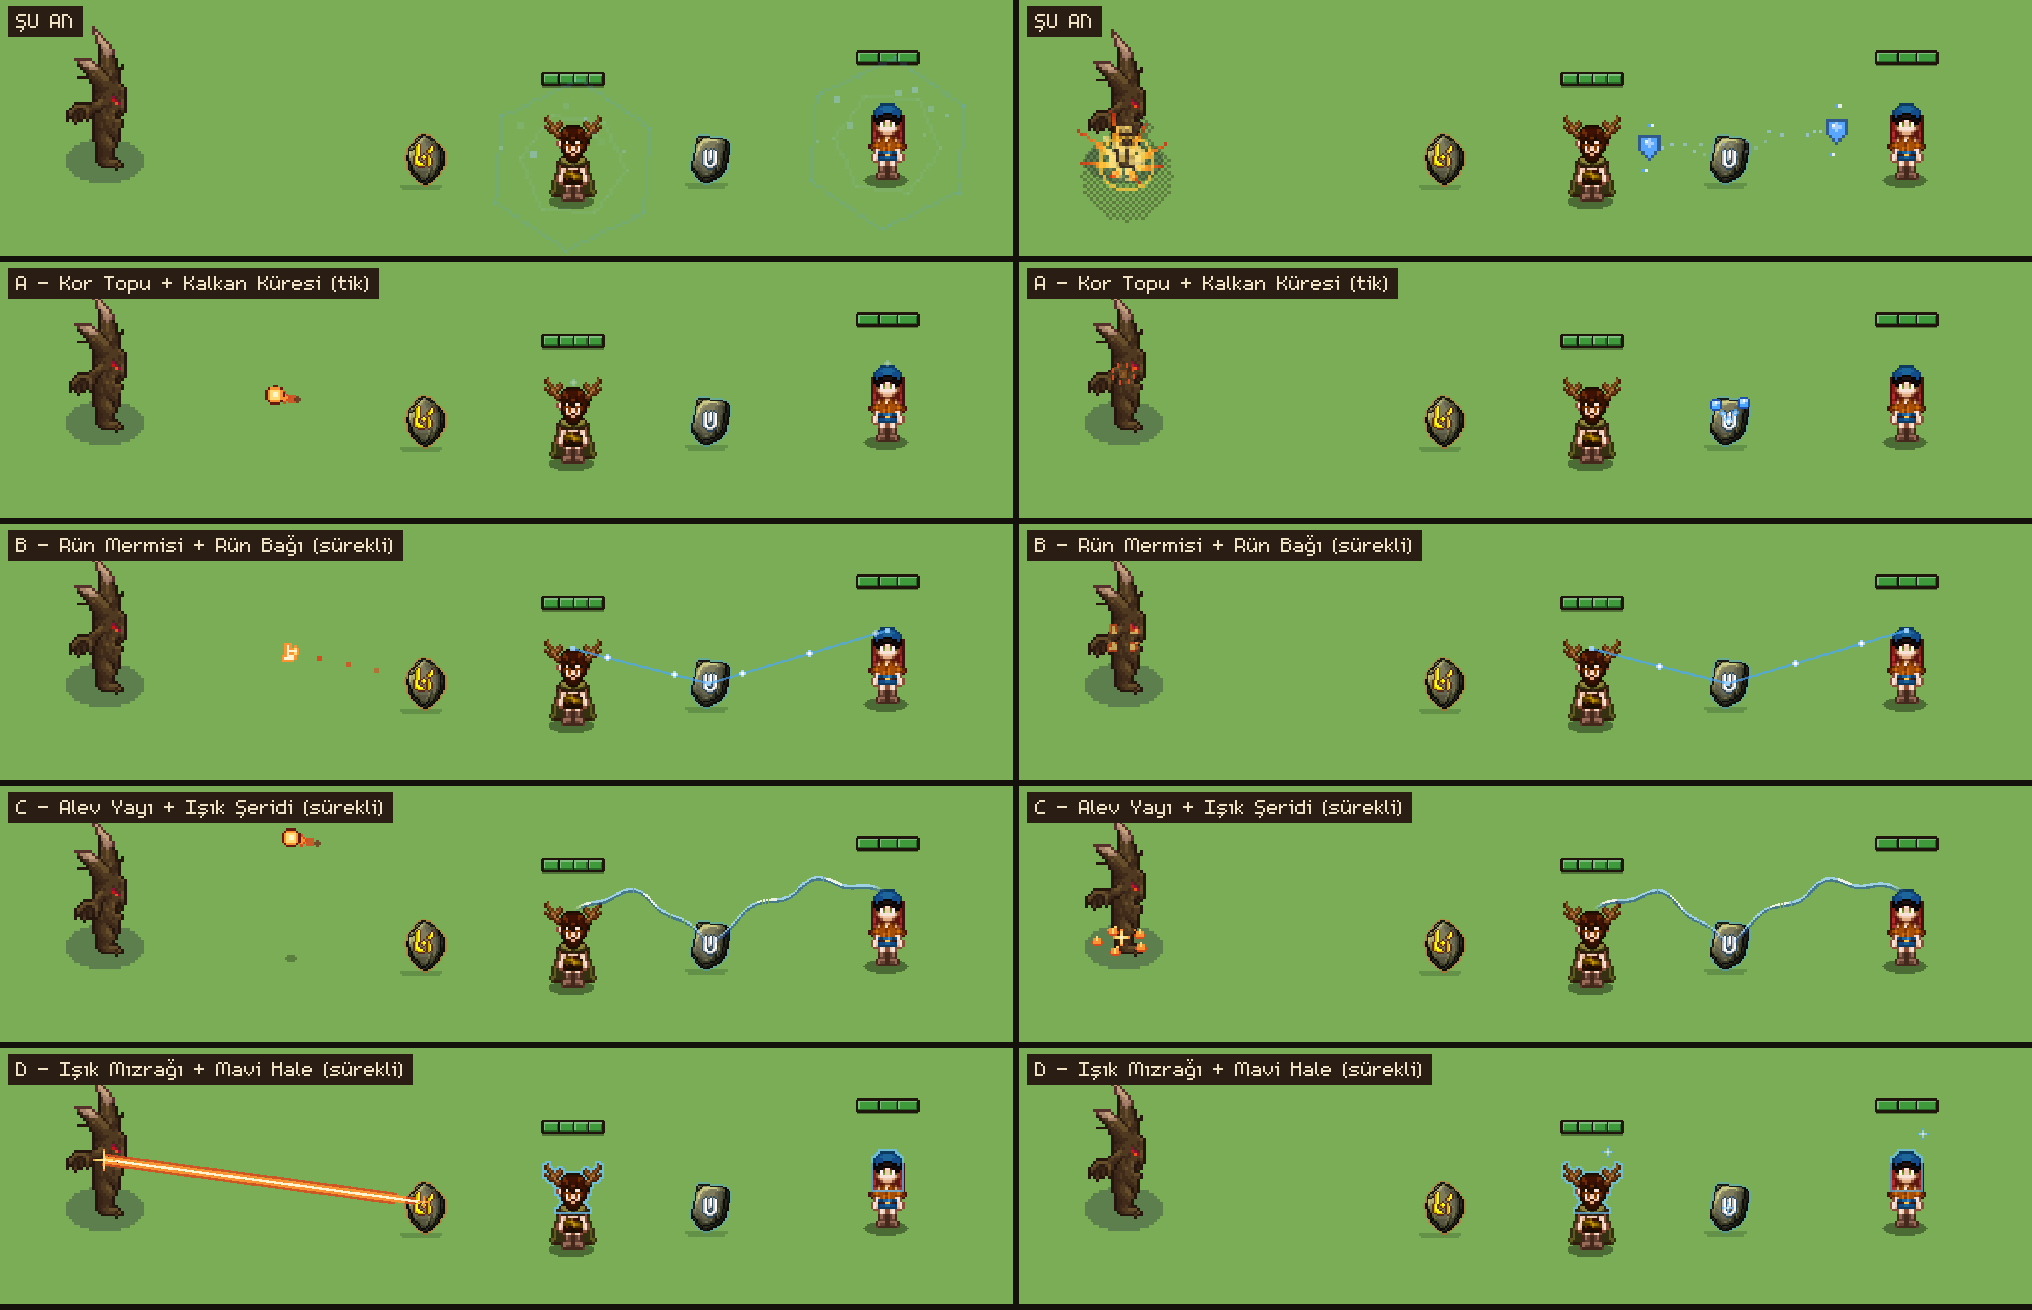 ŞU AN
ŞU AN
A - Kor Topu + Kalkan Küresi (tik)
A - Kor Topu + Kalkan Küresi (tik)
B - Rün Mermisi + Rün Bağı (sürekli)
B - Rün Mermisi + Rün Bağı (sürekli)
C - Alev Yayı + Işık Şeridi (sürekli)
C - Alev Yayı + Işık Şeridi (sürekli)
D - Işık Mızrağı + Mavi Hale (sürekli)
D - Işık Mızrağı + Mavi Hale (sürekli)